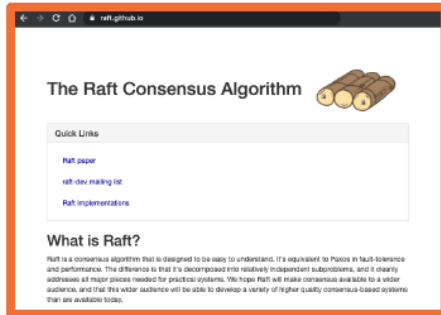 raft.github.io
The Raft Consensus Algorithm
Quick Links
Raft paper
raft-dev mailing list
Raft implementations
What is Raft?
Raft is a consensus algorithm that is designed to be easy to understand. It's equivalent to Paxos in fault-tolerance
and performance. The difference is that it's decomposed into relatively independent subproblems, and it cleanly
addresses all major pieces needed for practical systems. We hope Raft will make consensus available to a wider
audience, and that this wider audience will be able to develop a variety of higher quality consensus-based systems
than are available today.